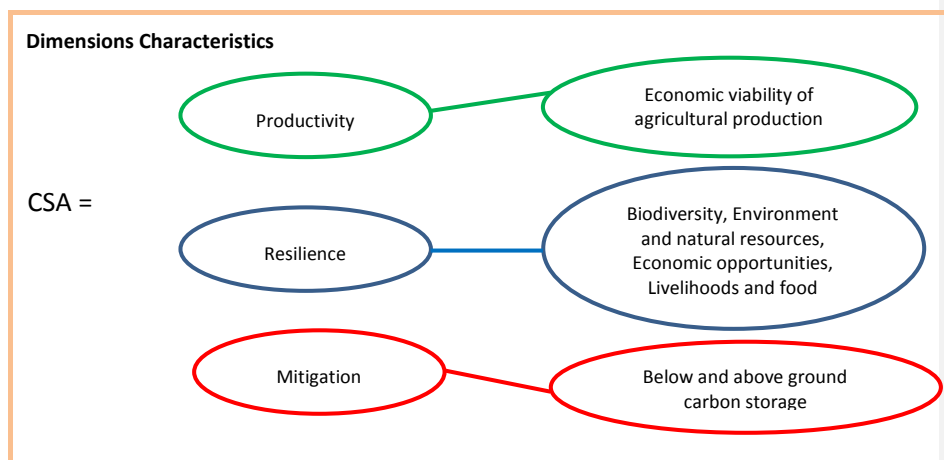 Dimensions Characteristics
Productivity
Economic viability of
agricultural production
CSA =
Resilience
Biodiversity, Environment
and natural resources,
Economic opportunities,
Livelihoods and food
Mitigation
Below and above ground
carbon storage